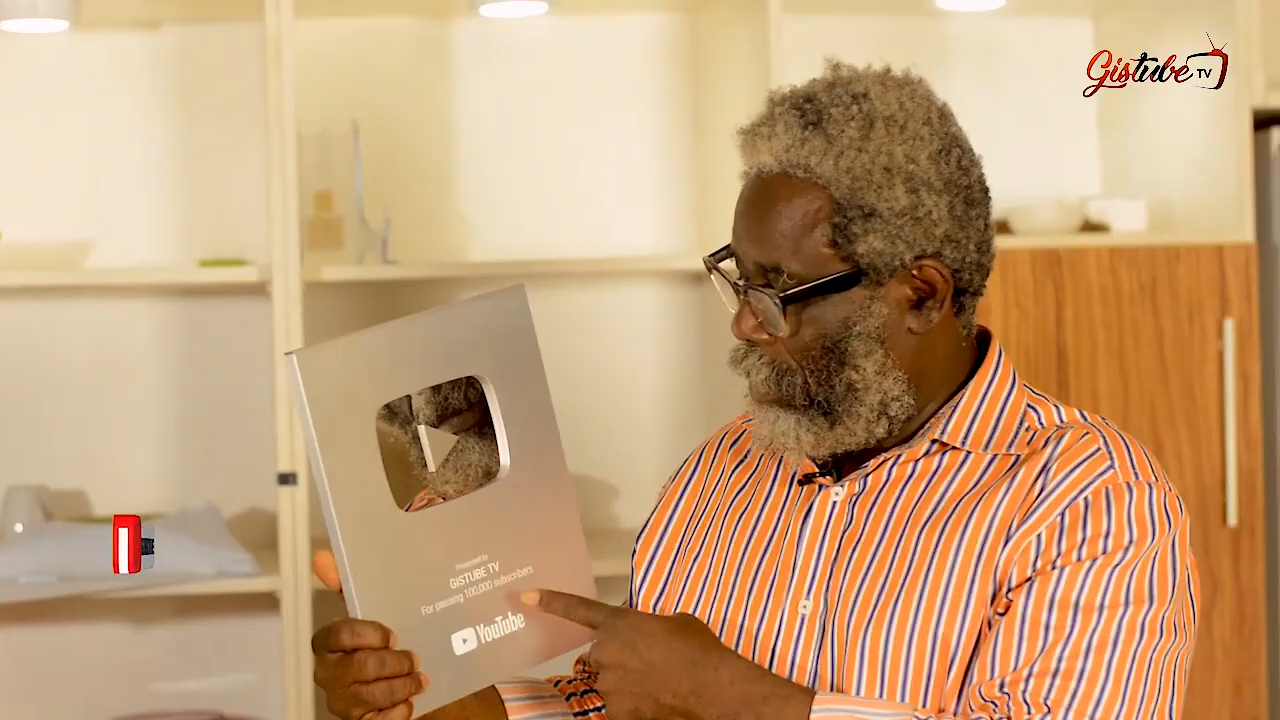 Gistube TV
Presented to
GISTUBE TV
For passing 100,000 subscribers
YouTube